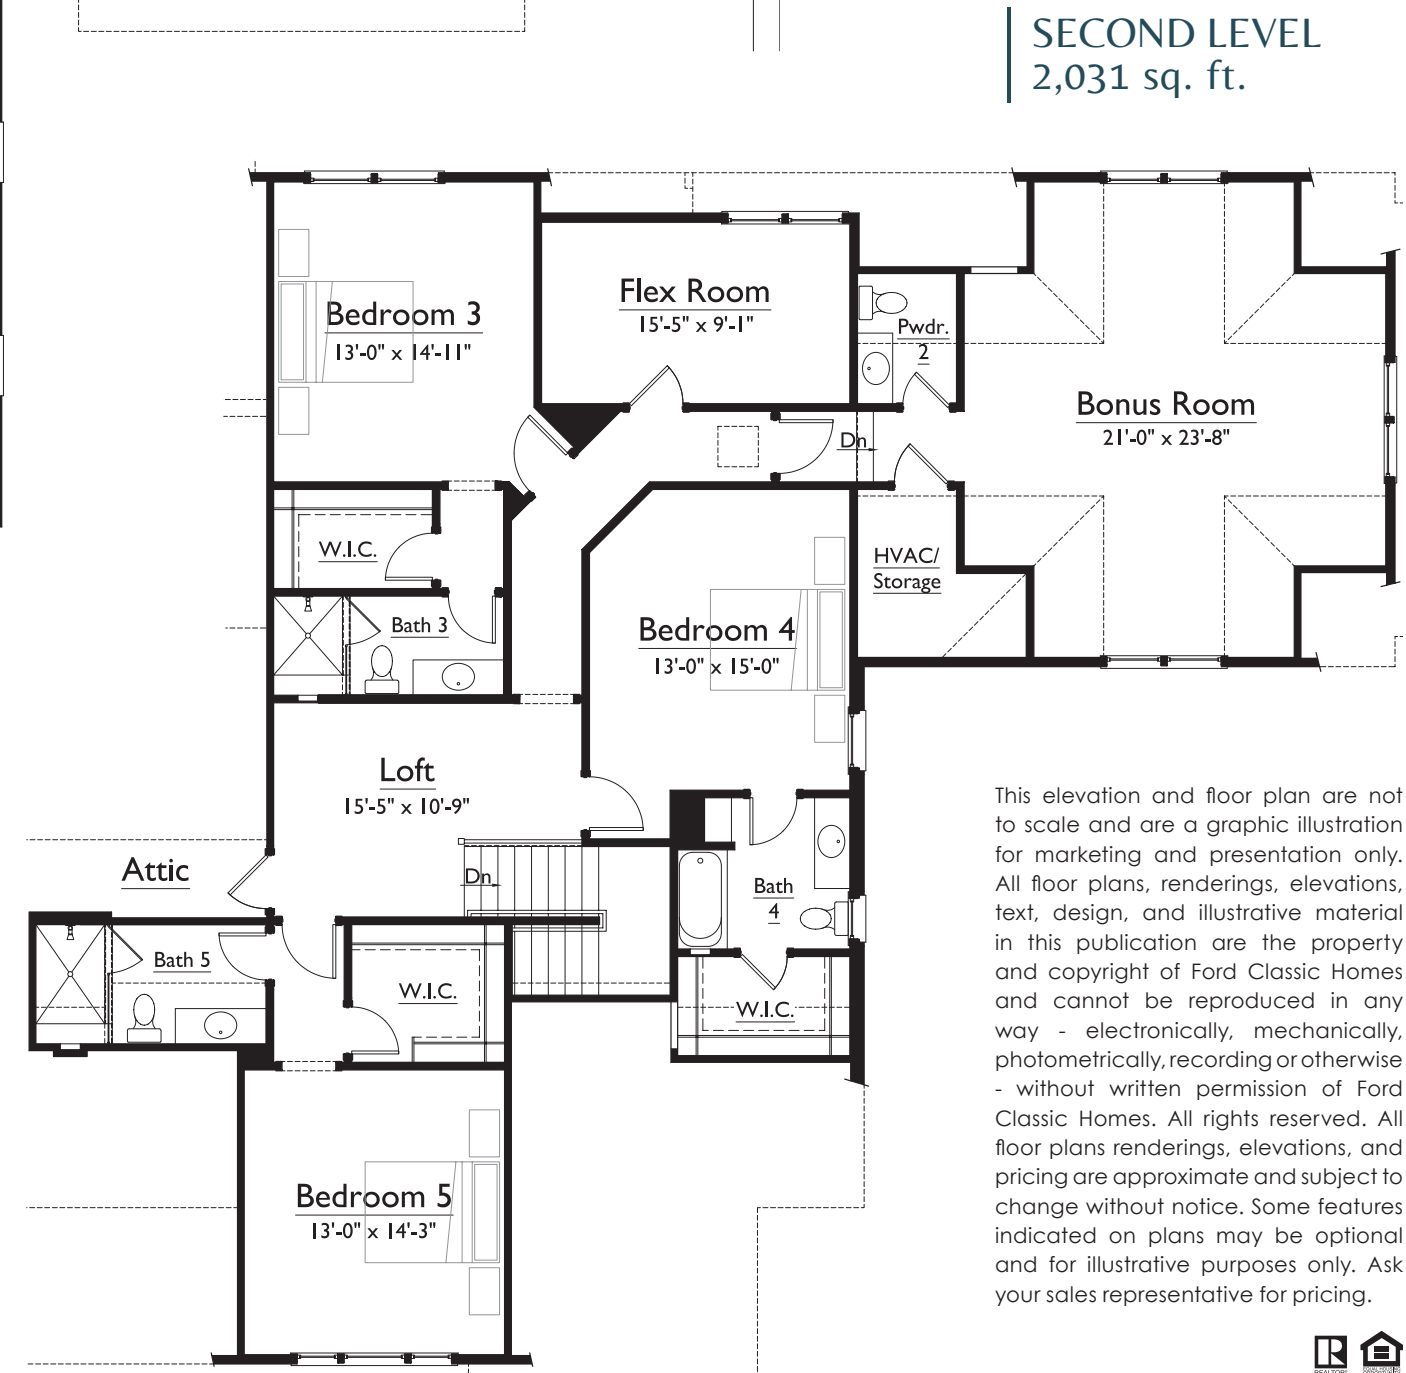 SECOND LEVEL
2,031 sq. ft.
Bedroom 3
13'-0" x 14'-11"
Flex Room
15'-5" x 9'-1"
Pwdr.
2
Bonus Room
21'-0" x 23'-8"
Dn
W.I.C.
HVAC/
Storage
Bath 3
Bedroom 4
13'-0" x 15'-0"
Loft
15'-5" x 10'-9"
Attic
Dn
Bath
4
Bath 5
W.I.C.
W.I.C.
Bedroom 5
13'-0" x 14'-3"
This elevation and floor plan are not
to scale and are a graphic illustration
for marketing and presentation only.
All floor plans, renderings, elevations,
text, design, and illustrative material
in this publication are the property
and copyright of Ford Classic Homes
and cannot be reproduced in any
way - electronically, mechanically,
photometrically, recording or otherwise
- without written permission of Ford
Classic Homes. All rights reserved. All
floor plans renderings, elevations, and
pricing are approximate and subject to
change without notice. Some features
indicated on plans may be optional
and for illustrative purposes only. Ask
your sales representative for pricing.
R
REALTOR®